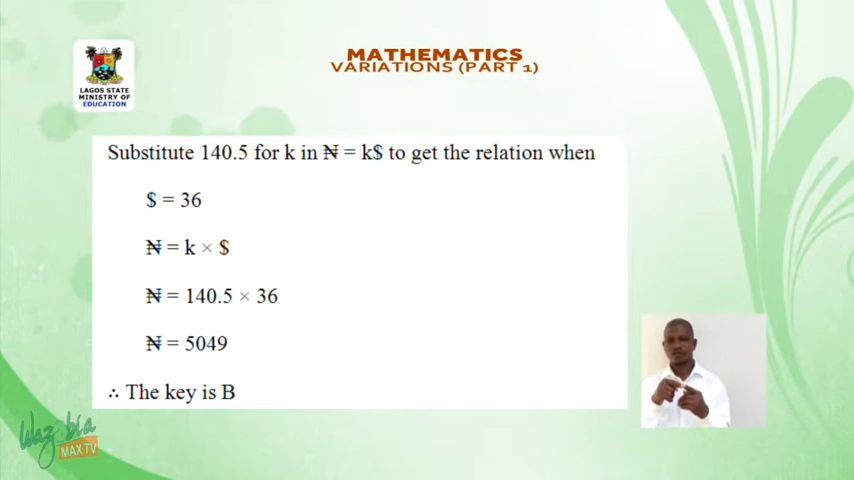 MATHEMATICS
VARIATIONS (PART 1)
LAGOS STATE
MINISTRY OF
EDUCATION
Substitute 140.5 for k in ₦ = k$ to get the relation when
$ = 36
₦ = k × $
₦ = 140.5 × 36
₦ = 5049
∴ The key is B
Wazobia
MAX TV